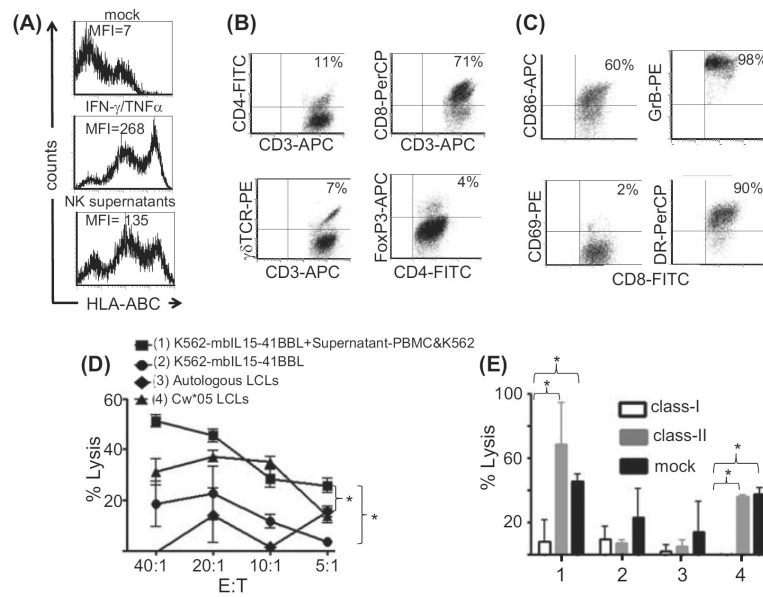 (A)
mock
MFI=7
IFN-γ/TNFα
MFI=268
NK supernatants
MFI= 135
counts
HLA-ABC
(B)
11%
CD4-FITC
CD3-APC
71%
CD8-PerCP
CD3-APC
7%
γδTCR-PE
CD3-APC
4%
FoxP3-APC
CD4-FITC
(C)
60%
CD86-APC
98%
GrB-PE
2%
CD69-PE
90%
DR-PerCP
CD8-FITC
(D)
(1) K562-mbIL15-41BBL+Supernatant-PBMC&K562
(2) K562-mbIL15-41BBL
(3) Autologous LCLs
(4) Cw*05 LCLs
60
40
20
% Lysis
*
*
40:1 20:1 10:1 5:1
E:T
(E)
100
80
60
40
20
% Lysis
*
*
class-I
class-II
mock
*
*
1 2 3 4